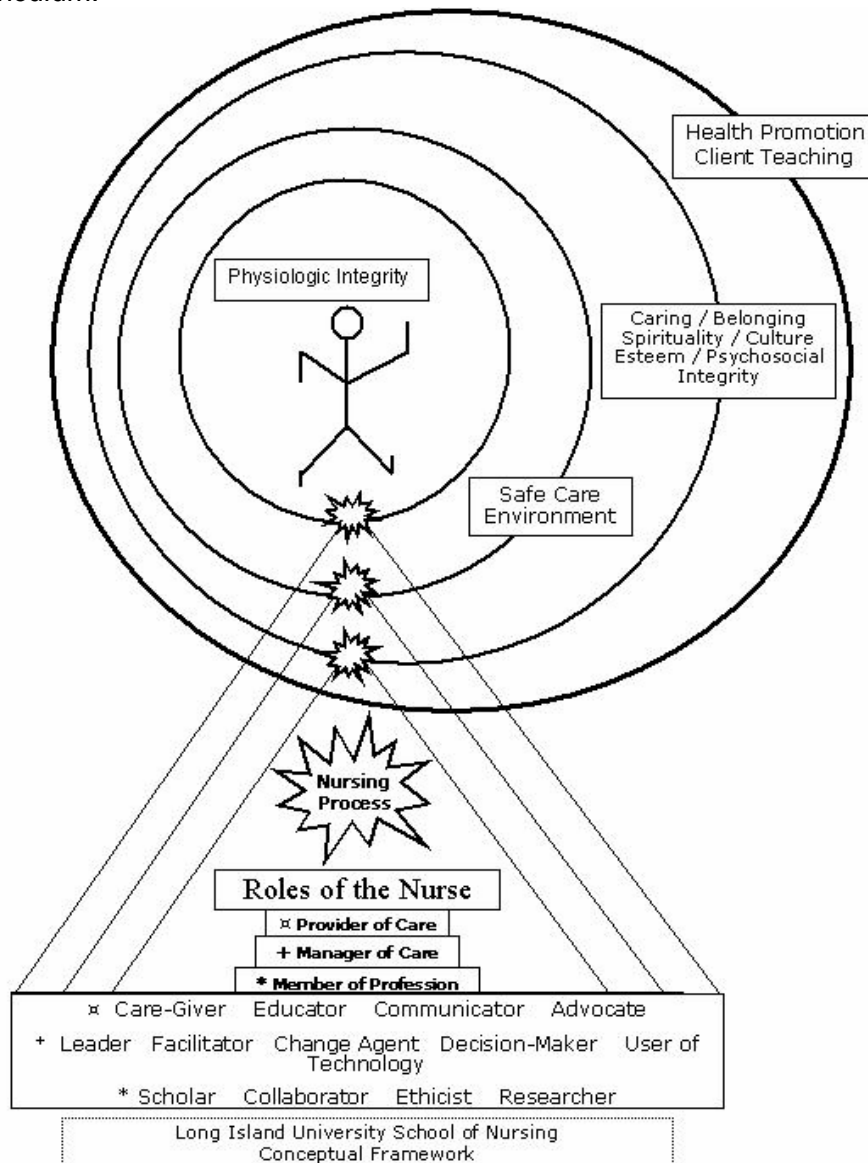 Health Promotion
Client Teaching
Physiologic Integrity
Caring / Belonging
Spirituality / Culture
Esteem / Psychosocial
Integrity
Safe Care
Environment
Nursing
Process
Roles of the Nurse
¤ Provider of Care
+ Manager of Care
* Member of Profession
¤ Care-Giver Educator Communicator Advocate
+ Leader Facilitator Change Agent Decision-Maker User of
Technology
* Scholar Collaborator Ethicist Researcher
Long Island University School of Nursing
Conceptual Framework